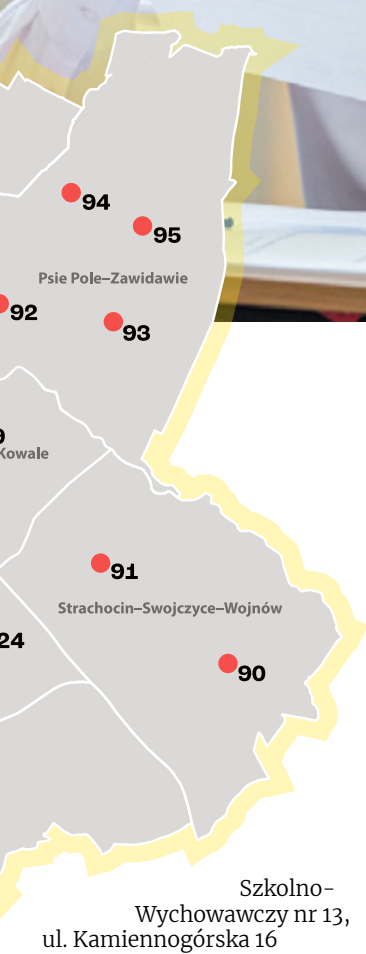 94
95
Psie Pole–Zawidawie
92
93
9
Kowale
91
Strachocin–Swojczyce–Wojnów
24
90
Szkolno-
Wychowawczy nr 13,
ul. Kamiennogórska 16